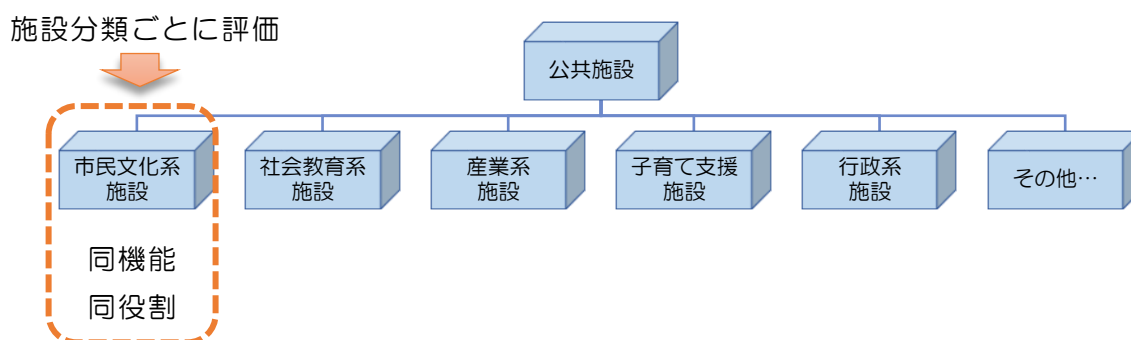 施設分類ごとに評価
公共施設
市民文化系
施設
社会教育系
施設
産業系
施設
子育て支援
施設
行政系
施設
その他…
同機能
同役割